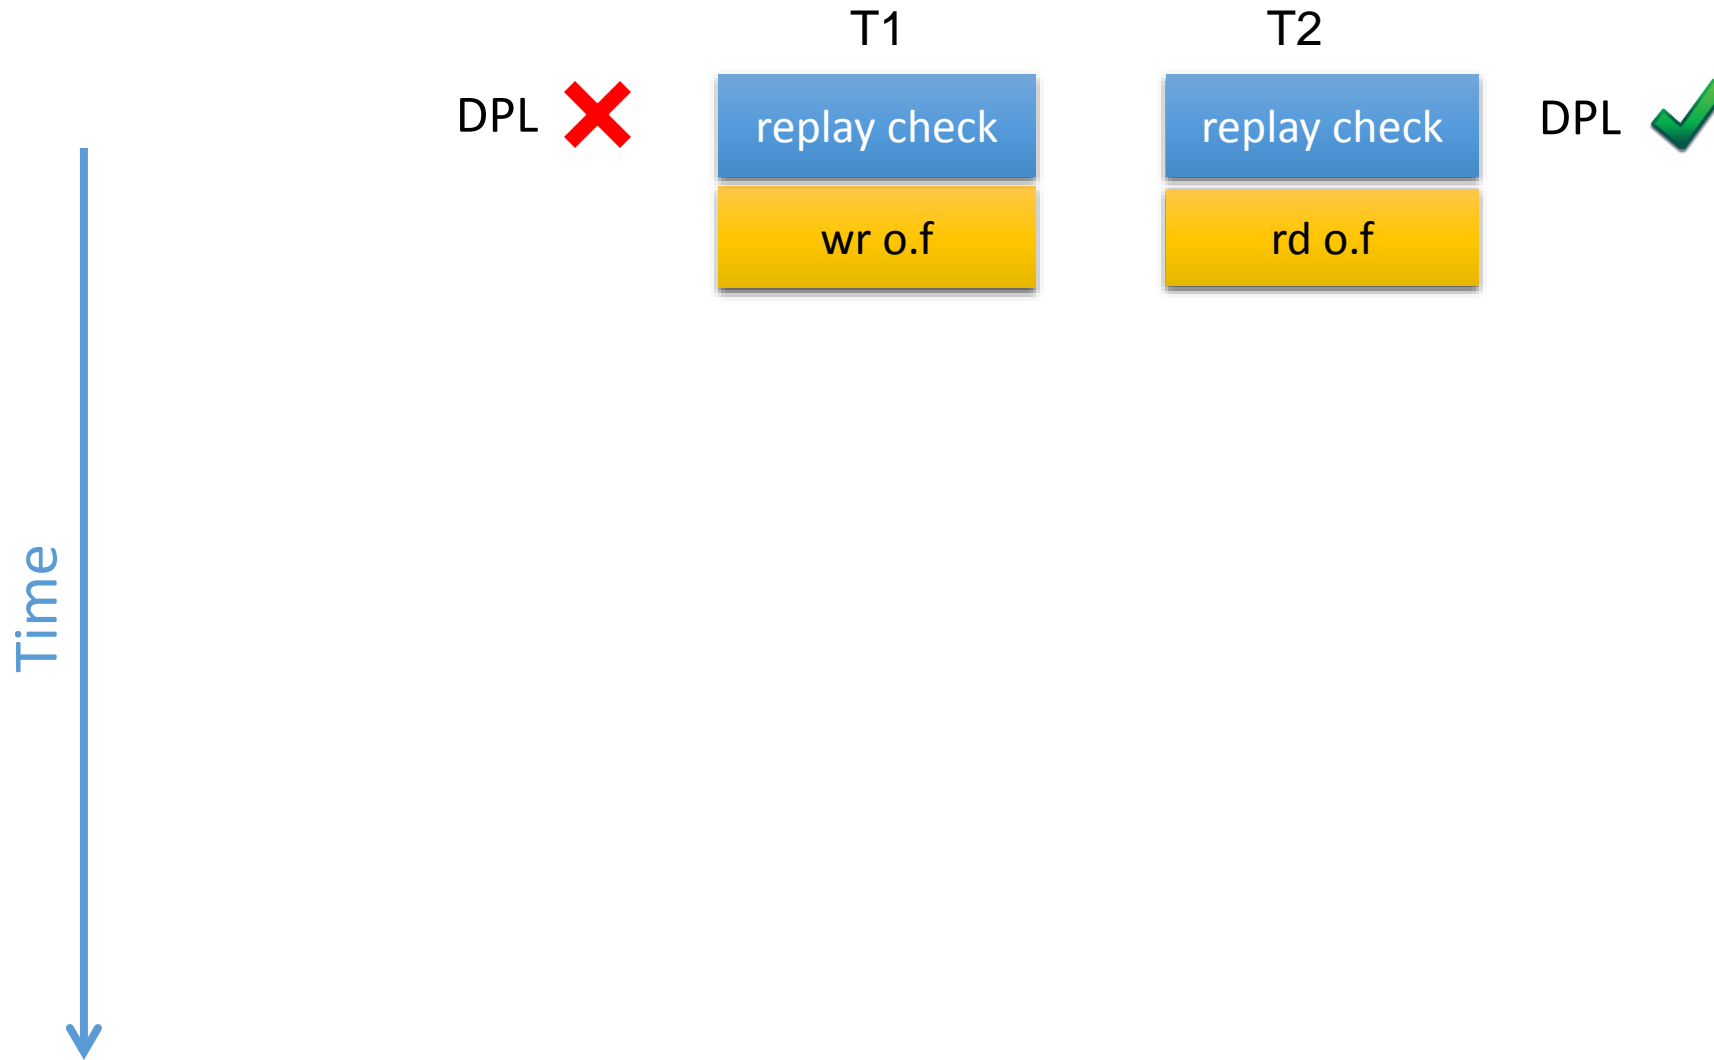 T1
T2
DPL
replay check
replay check
DPL
wr o.f
rd o.f
Time